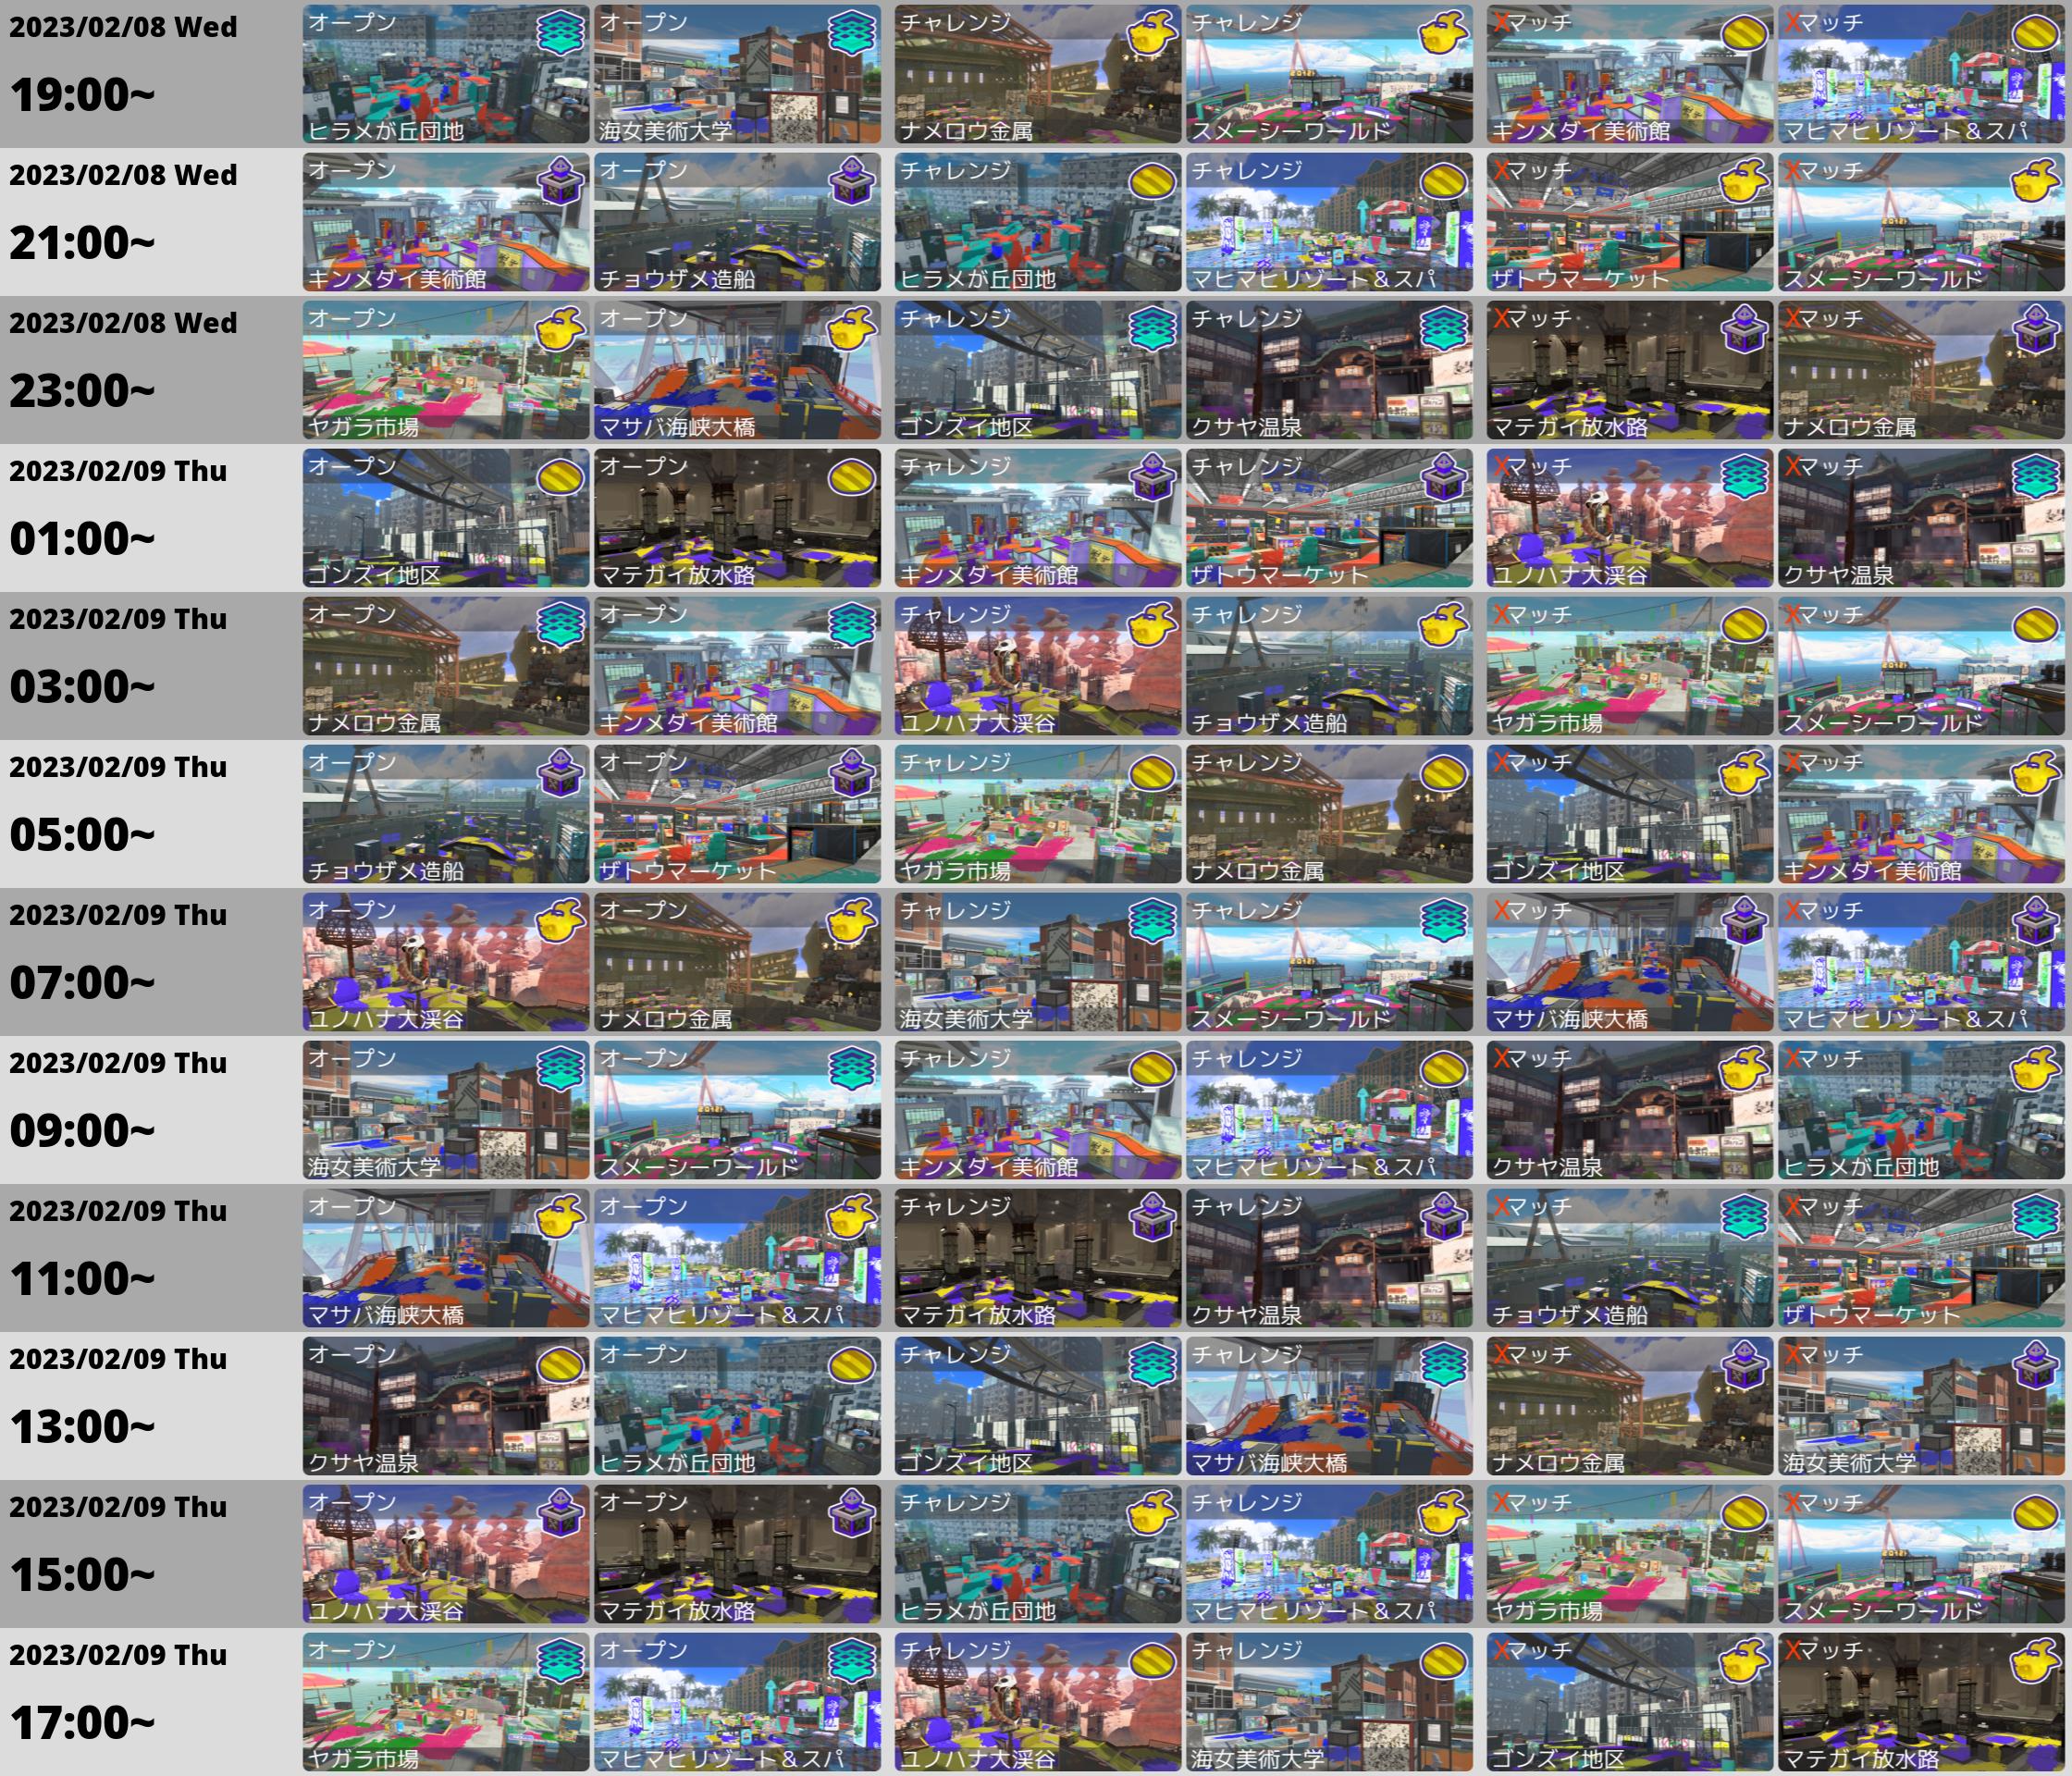 2023/02/08 Wed
19:00~
オープン オープン チャレンジ チャレンジ Xマッチ Xマッチ
ヒラメが丘団地 海女美術大学 ナメロウ金属 スメーシーワールド キンメダイ美術館 マヒマヒリゾート＆スパ
2023/02/08 Wed
21:00~
オープン オープン チャレンジ チャレンジ Xマッチ Xマッチ
キンメダイ美術館 チョウザメ造船 ヒラメが丘団地 マヒマヒリゾート＆スパ ザトウマーケット スメーシーワールド
2023/02/08 Wed
23:00~
オープン オープン チャレンジ チャレンジ Xマッチ Xマッチ
ヤガラ市場 マサバ海峡大橋 ゴンズイ地区 クサヤ温泉 マテガイ放水路 ナメロウ金属
2023/02/09 Thu
01:00~
オープン オープン チャレンジ チャレンジ Xマッチ Xマッチ
ゴンズイ地区 マテガイ放水路 キンメダイ美術館 ザトウマーケット ユノハナ大渓谷 クサヤ温泉
2023/02/09 Thu
03:00~
オープン オープン チャレンジ チャレンジ Xマッチ Xマッチ
ナメロウ金属 キンメダイ美術館 ユノハナ大渓谷 チョウザメ造船 ヤガラ市場 スメーシーワールド
2023/02/09 Thu
05:00~
オープン オープン チャレンジ チャレンジ Xマッチ Xマッチ
チョウザメ造船 ザトウマーケット ヤガラ市場 ナメロウ金属 ゴンズイ地区 キンメダイ美術館
2023/02/09 Thu
07:00~
オープン オープン チャレンジ チャレンジ Xマッチ Xマッチ
ユノハナ大渓谷 ナメロウ金属 海女美術大学 スメーシーワールド マサバ海峡大橋 マヒマヒリゾート＆スパ
2023/02/09 Thu
09:00~
オープン オープン チャレンジ チャレンジ Xマッチ Xマッチ
海女美術大学 スメーシーワールド キンメダイ美術館 マヒマヒリゾート＆スパ クサヤ温泉 ヒラメが丘団地
2023/02/09 Thu
11:00~
オープン オープン チャレンジ チャレンジ Xマッチ Xマッチ
マサバ海峡大橋 マヒマヒリゾート＆スパ マテガイ放水路 クサヤ温泉 チョウザメ造船 ザトウマーケット
2023/02/09 Thu
13:00~
オープン オープン チャレンジ チャレンジ Xマッチ Xマッチ
クサヤ温泉 ヒラメが丘団地 ゴンズイ地区 マサバ海峡大橋 ナメロウ金属 海女美術大学
2023/02/09 Thu
15:00~
オープン オープン チャレンジ チャレンジ Xマッチ Xマッチ
ユノハナ大渓谷 マテガイ放水路 ヒラメが丘団地 マヒマヒリゾート＆スパ ヤガラ市場 スメーシーワールド
2023/02/09 Thu
17:00~
オープン オープン チャレンジ チャレンジ Xマッチ Xマッチ
ヤガラ市場 マヒマヒリゾート＆スパ ユノハナ大渓谷 海女美術大学 ゴンズイ地区 マテガイ放水路